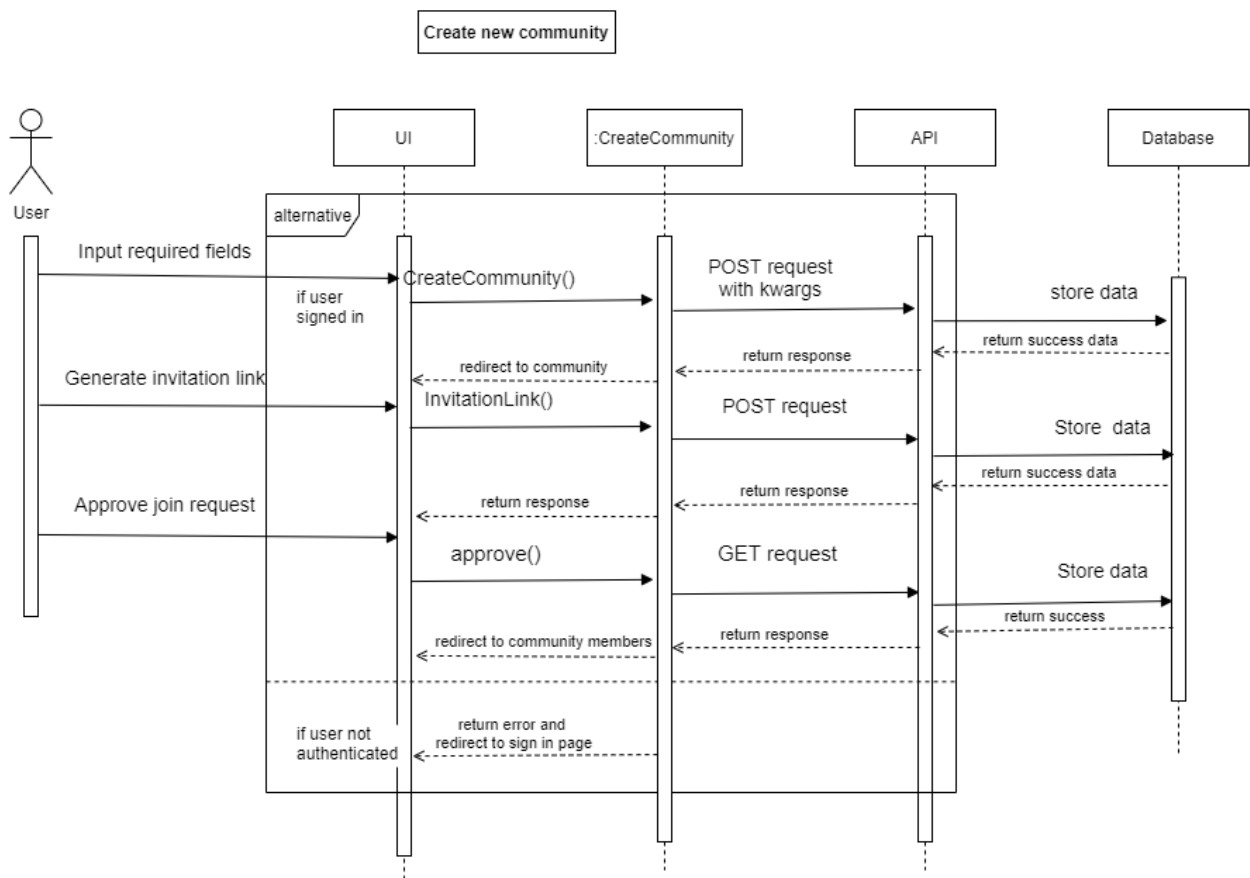 Create new community
User
UI
:CreateCommunity
API
Database
alternative
Input required fields
if user
signed in
CreateCommunity()
POST request
with kwargs
store data
return success data
return response
redirect to community
Generate invitation link
InvitationLink()
POST request
Store  data
return success data
return response
return response
Approve join request
approve()
GET request
Store data
return success
return response
redirect to community members
if user not
authenticated
return error and
redirect to sign in page